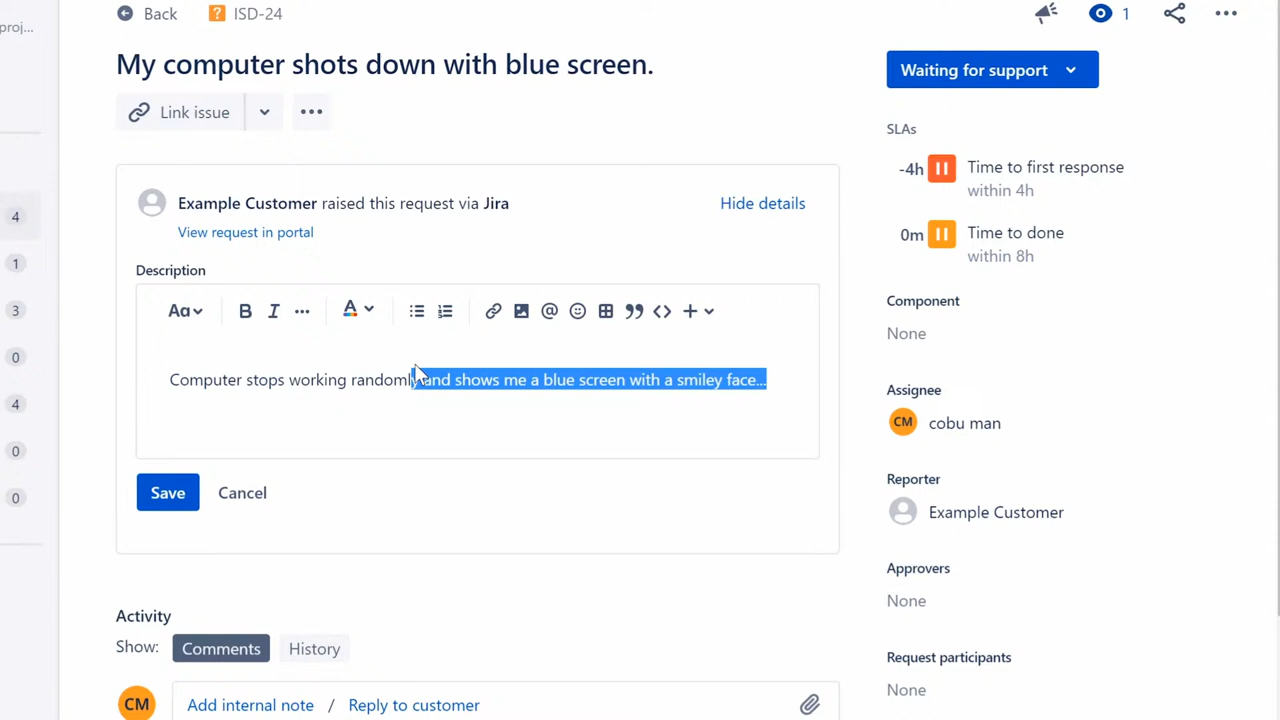 proj...
Back
ISD-24
1
My computer shots down with blue screen.
Waiting for support
Link issue
SLAs
-4h Time to first response
within 4h
Example Customer raised this request via Jira
Hide details
View request in portal
0m Time to done
within 8h
Description
Aa
B I A @ +
Computer stops working randomly and shows me a blue screen with a smiley face...
Save
Cancel
Component
None
Assignee
CM cobu man
Reporter
Example Customer
Approvers
None
Request participants
None
Activity
Show:
Comments
History
CM
Add internal note / Reply to customer
4
1
3
0
4
0
0